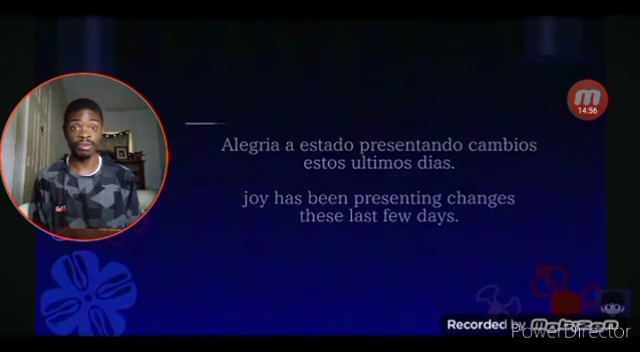 14:56
Alegria a estado presentando cambios
estos ultimos dias.
joy has been presenting changes
these last few days.
Recorded by Mobizen
PowerDirector